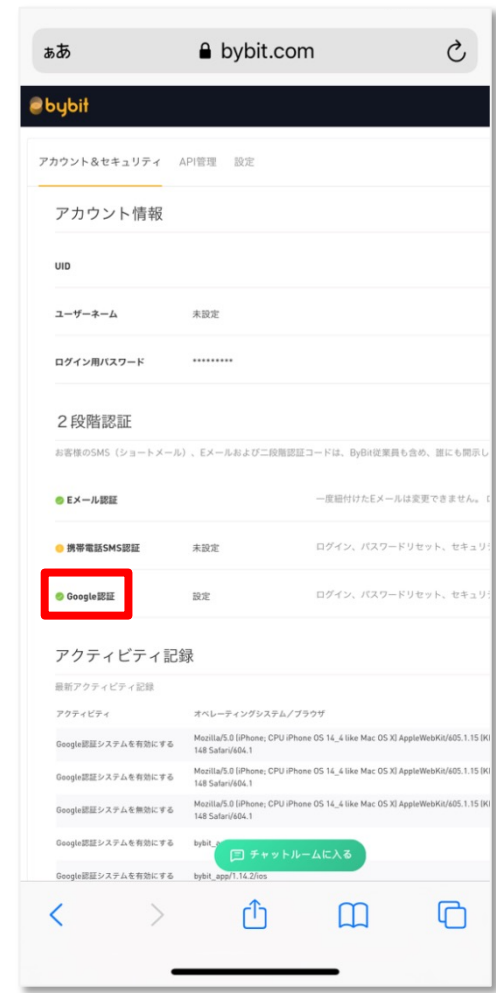 ぁあ bybit.com
bybit
アカウント&セキュリティ API管理 設定
アカウント情報
UID
ユーザーネーム 未設定
ログイン用パスワード *********
２段階認証
お客様のSMS（ショートメール）、Eメールおよび二段階認証コードは、ByBit従業員も含め、誰にも開示し
Eメール認証 一度紐付けたEメールは変更できません。
携帯電話SMS認証 未設定 ログイン、パスワードリセット、セキュリ
Google認証 設定 ログイン、パスワードリセット、セキュリ
アクティビティ記録
最新アクティビティ記録
アクティビティ オペレーティングシステム/ブラウザ
Google認証システムを有効にする Mozilla/5.0 (iPhone; CPU iPhone OS 14_4 like Mac OS X) AppleWebKit/605.1.15 (K
148 Safari/604.1
Google認証システムを有効にする Mozilla/5.0 (iPhone; CPU iPhone OS 14_4 like Mac OS X) AppleWebKit/605.1.15 (K
148 Safari/604.1
Google認証システムを無効にする Mozilla/5.0 (iPhone; CPU iPhone OS 14_4 like Mac OS X) AppleWebKit/605.1.15 (K
148 Safari/604.1
Google認証システムを有効にする bybit_
チャットルームに入る
Google認証システムを有効にする bybit_app/1.14.2/ios